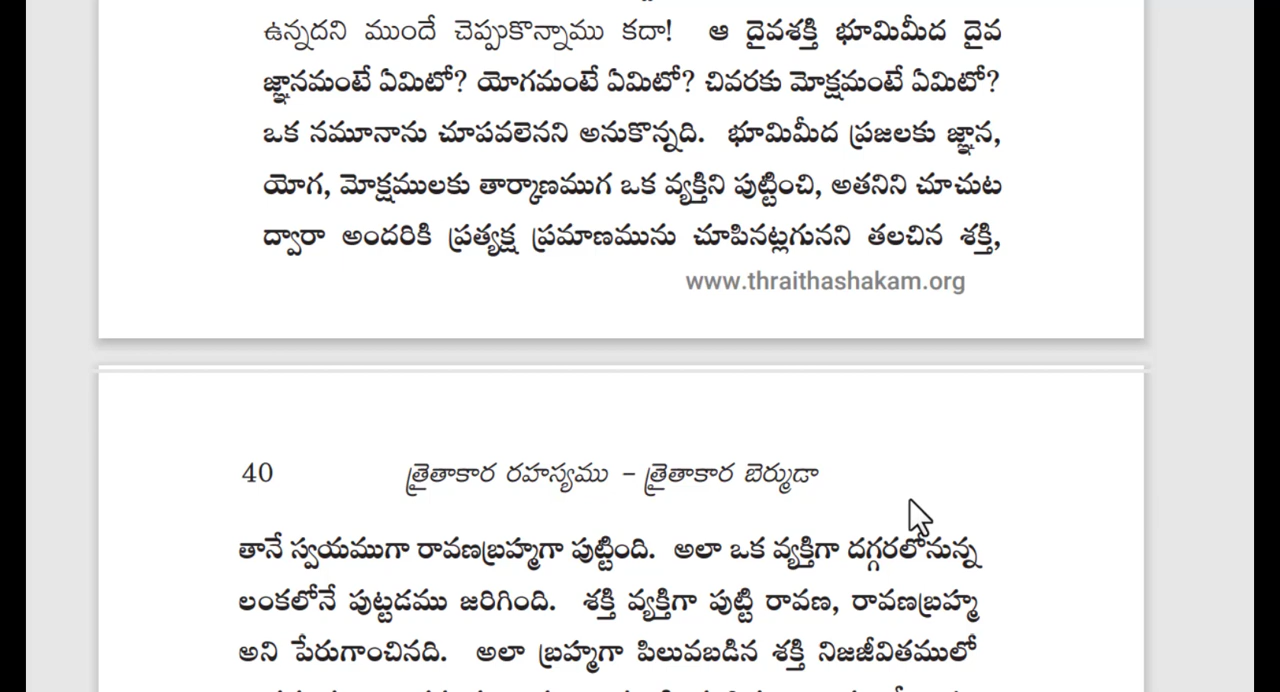 ఉన్నదని ముందే చెప్పుకొన్నాము కదా! ఆ దైవశక్తి భూమిమీద దైవ
జ్ఞానమంటే ఏమిటో? యోగమంటే ఏమిటో? చివరకు మోక్షమంటే ఏమిటో?
ఒక నమూనాను చూపవలెనని అనుకొన్నది. భూమిమీద ప్రజలకు జ్ఞాన,
యోగ, మోక్షములకు తార్కాణముగ ఒక వ్యక్తిని పుట్టించి, అతనిని చూచుట
ద్వారా అందరికి ప్రత్యక్ష ప్రమాణమును చూపినట్లగునని తలచిన శక్తి,
www.thraithashakam.org
40 త్రైతాకార రహస్యము – త్రైతాకార బెర్ముడా
తానే స్వయముగా రావణబ్రహ్మగా పుట్టింది. అలా ఒక వ్యక్తిగా దగ్గరలోనున్న
లంకలోనే పుట్టడము జరిగింది. శక్తి వ్యక్తిగా పుట్టి రావణ, రావణబ్రహ్మ
అని పేరుగాంచినది. అలా బ్రహ్మగా పిలువబడిన శక్తి నిజజీవితములో